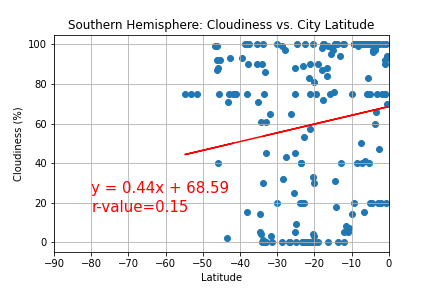 Southern Hemisphere: Cloudiness vs. City Latitude
Cloudiness (%)
100
80
60
40
20
0
y = 0.44x + 68.59
r-value=0.15
−90 −80 −70 −60 −50 −40 −30 −20 −10 0
Latitude